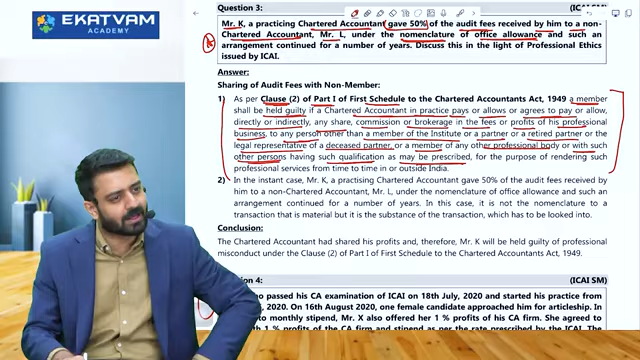 EKATVAM
ACADEMY
Question 3:
(ICAI SM)
Mr. K, a practicing Chartered Accountant gave 50% of the audit fees received by him to a non-
Chartered Accountant, Mr. L, under the nomenclature of office allowance and such an
arrangement continued for a number of years. Discuss this in the light of Professional Ethics
issued by ICAI.
Answer:
Sharing of Audit Fees with Non-Member:
1) As per Clause (2) of Part I of First Schedule to the Chartered Accountants Act, 1949 a member
shall be held guilty if a Chartered Accountant in practice pays or allows or agrees to pay or allow,
directly or indirectly, any share, commission or brokerage in the fees or profits of his professional
business, to any person other than a member of the Institute or a partner or a retired partner or the
legal representative of a deceased partner, or a member of any other professional body or with such
other persons having such qualification as may be prescribed, for the purpose of rendering such
professional services from time to time in or outside India.
2) In the instant case, Mr. K, a practising Chartered Accountant gave 50% of the audit fees received by
him to a non-Chartered Accountant, Mr. L, under the nomenclature of office allowance and such an
arrangement continued for a number of years. In this case, it is not the nomenclature to a
transaction that is material but it is the substance of the transaction, which has to be looked into.
Conclusion:
The Chartered Accountant had shared his profits and, therefore, Mr. K will be held guilty of professional
misconduct under the Clause (2) of Part I of First Schedule to the Chartered Accountants Act, 1949.
stion 4:
(ICAI SM)
ho passed his CA examination of ICAI on 18th July, 2020 and started his practice from
2020. On 16th August 2020, one female candidate approached him for articleship. In
to monthly stipend, Mr. X also offered her 1 % profits of his CA firm. She agreed to
1 % profits of the CA firm and stipend as per the rate prescribed by the ICAI. The